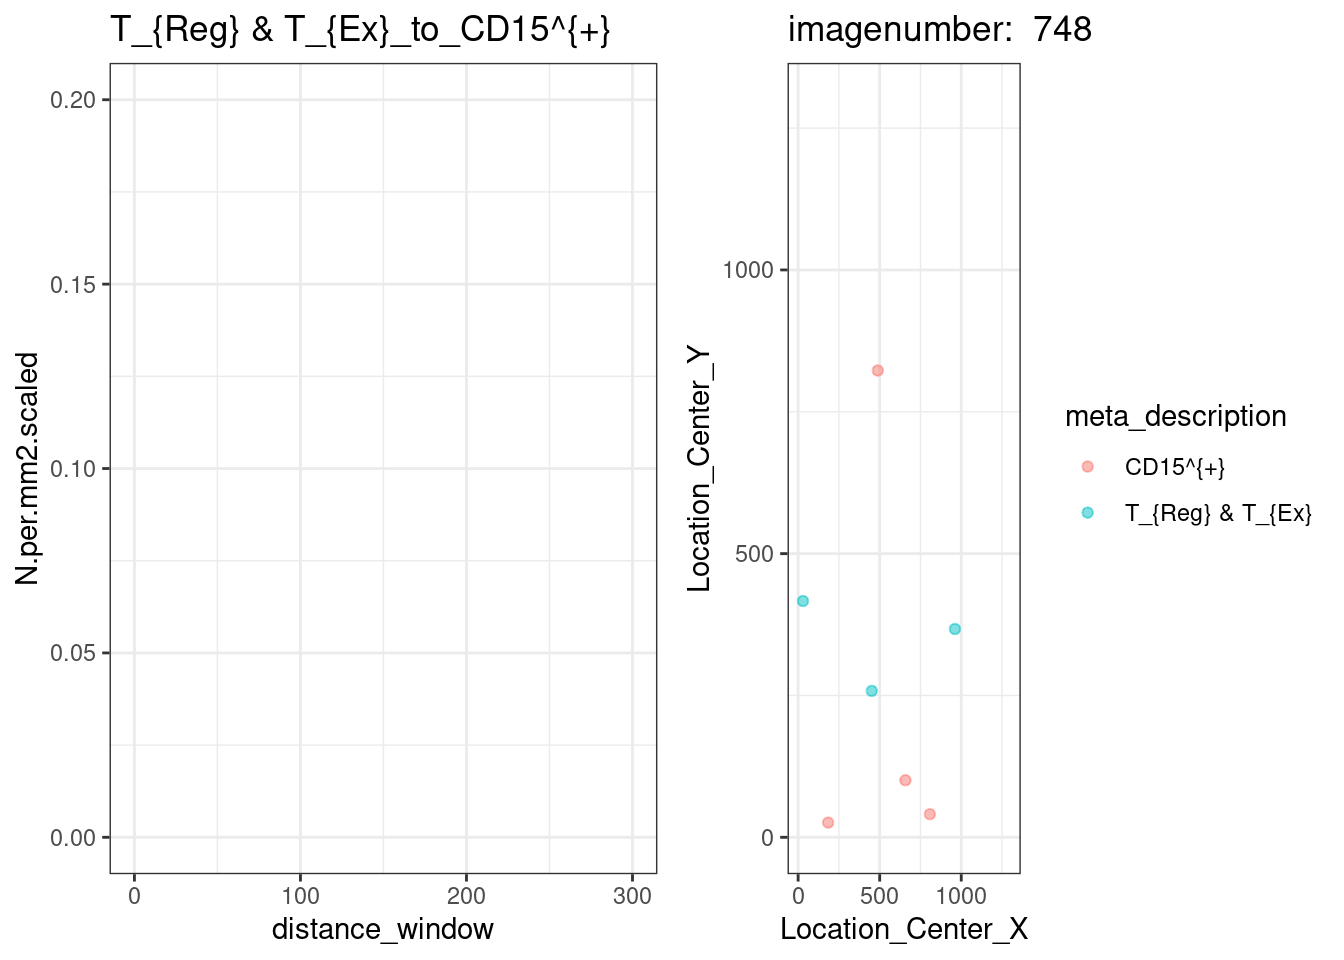 T_{Reg} & T_{Ex}_to_CD15^{+}
N.per.mm2.scaled
0.20
0.15
0.10
0.05
0.00
0 100 200 300
distance_window
imagenumber: 748
Location_Center_Y
1000
500
0
0 500 1000
Location_Center_X
meta_description
CD15^{+}
T_{Reg} & T_{Ex}